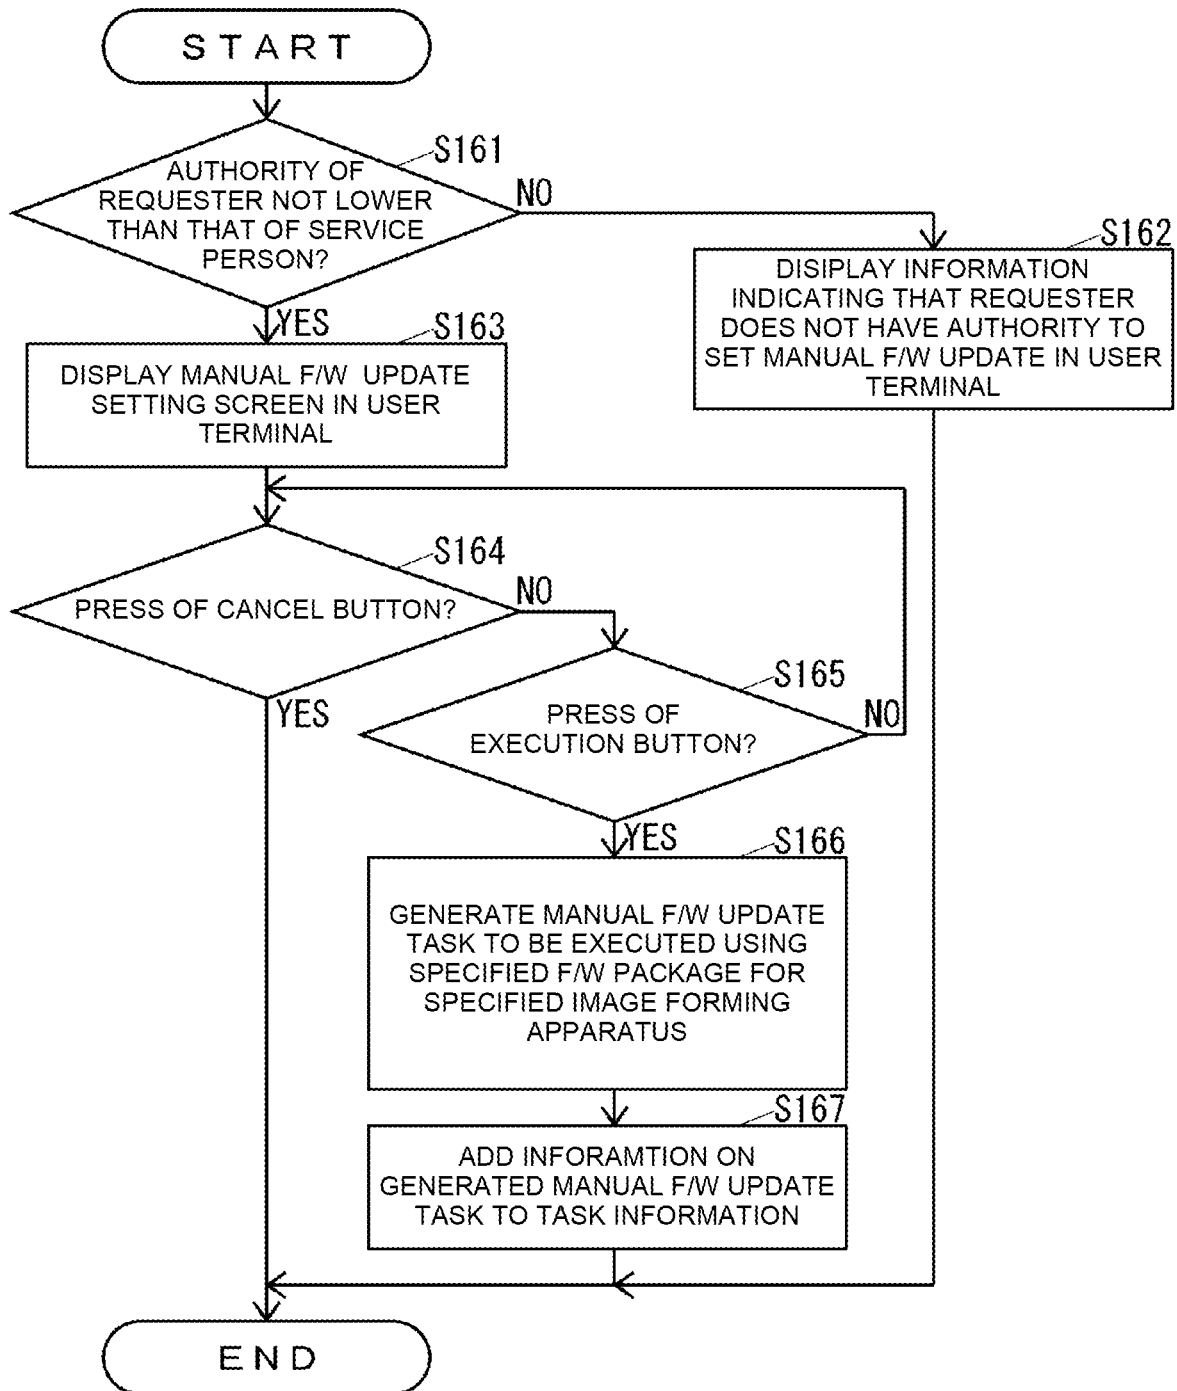 START
S161
AUTHORITY OF
REQUESTER NOT LOWER
THAN THAT OF SERVICE
PERSON?
NO
S162
DISIPLAY INFORMATION
INDICATING THAT REQUESTER
DOES NOT HAVE AUTHORITY TO
SET MANUAL F/W UPDATE IN USER
TERMINAL
YES
S163
DISPLAY MANUAL F/W UPDATE
SETTING SCREEN IN USER
TERMINAL
S164
PRESS OF CANCEL BUTTON?
NO
YES
S165
PRESS OF
EXECUTION BUTTON?
NO
YES
S166
GENERATE MANUAL F/W UPDATE
TASK TO BE EXECUTED USING
SPECIFIED F/W PACKAGE FOR
SPECIFIED IMAGE FORMING
APPARATUS
S167
ADD INFORAMTION ON
GENERATED MANUAL F/W UPDATE
TASK TO TASK INFORMATION
END